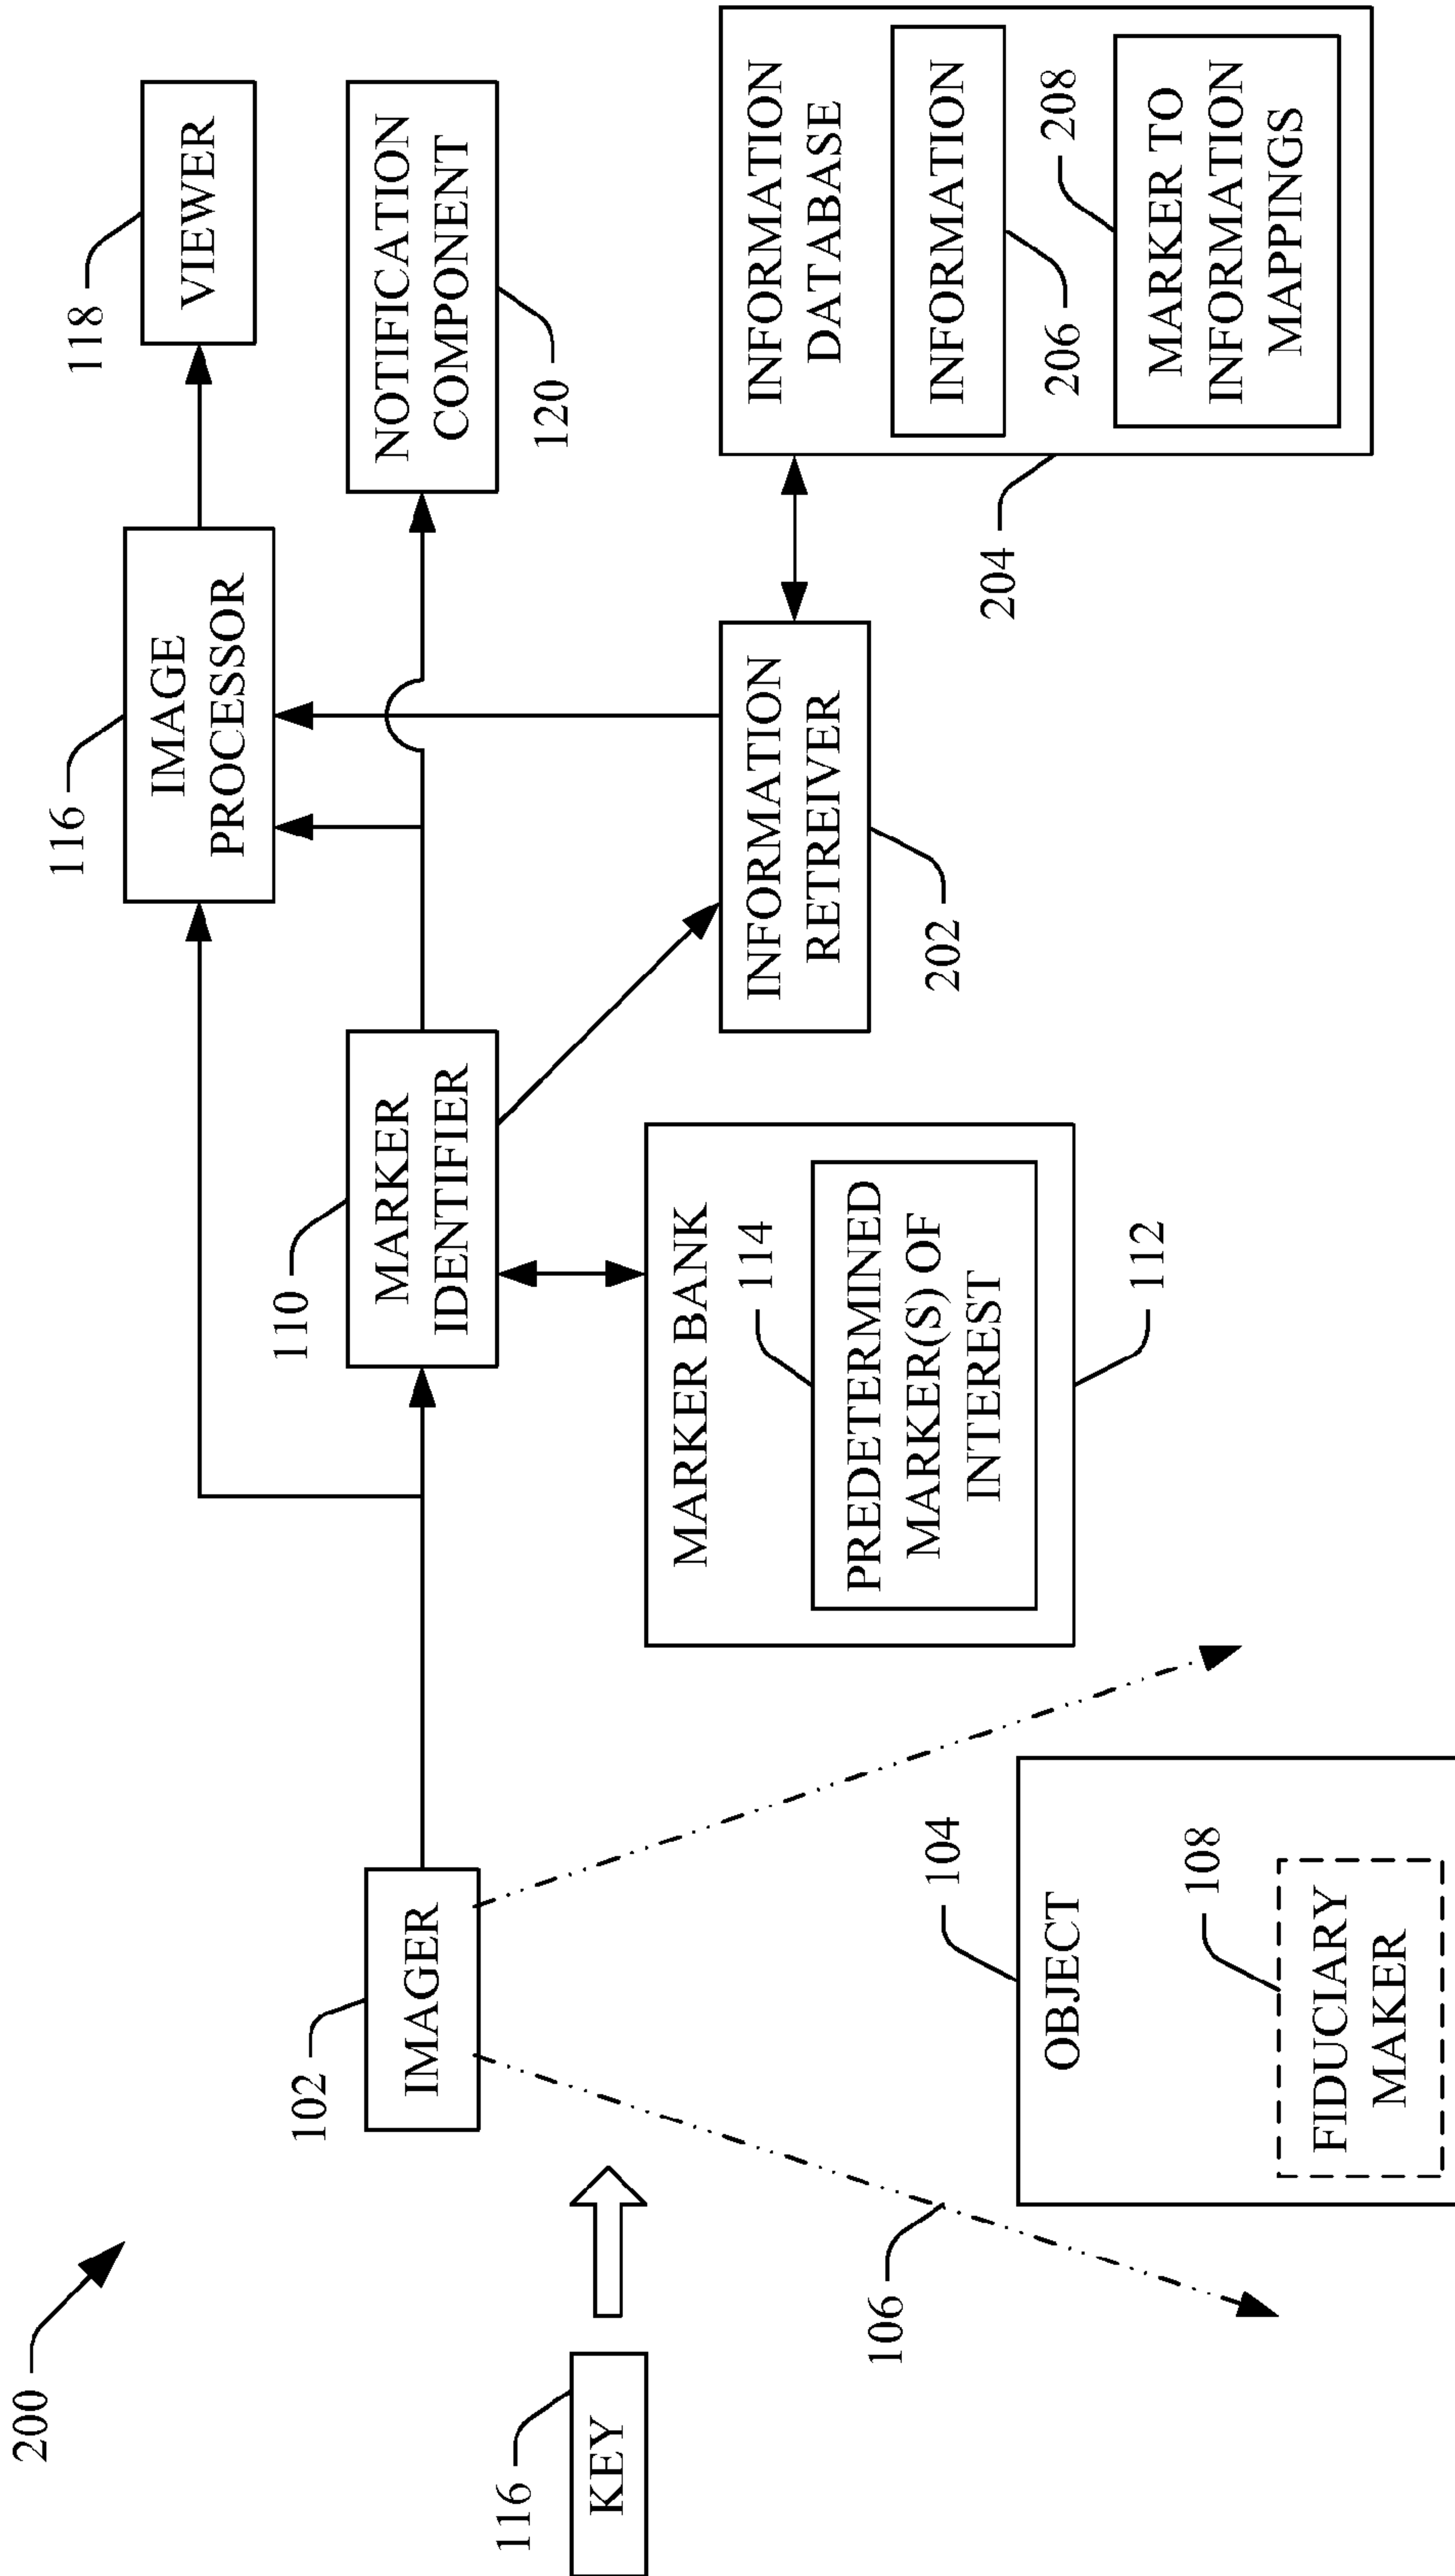 200
116
IMAGE
PROCESSOR
118
VIEWER
110
MARKER
IDENTIFIER
NOTIFICATION
COMPONENT
120
102
IMAGER
116
KEY
MARKER BANK
114
PREDETERMINED
MARKER(S) OF
INTEREST
112
INFORMATION
RETREIVER
202
INFORMATION
DATABASE
INFORMATION
206
208
MARKER TO
INFORMATION
MAPPINGS
204
106
104
OBJECT
108
FIDUCIARY
MAKER